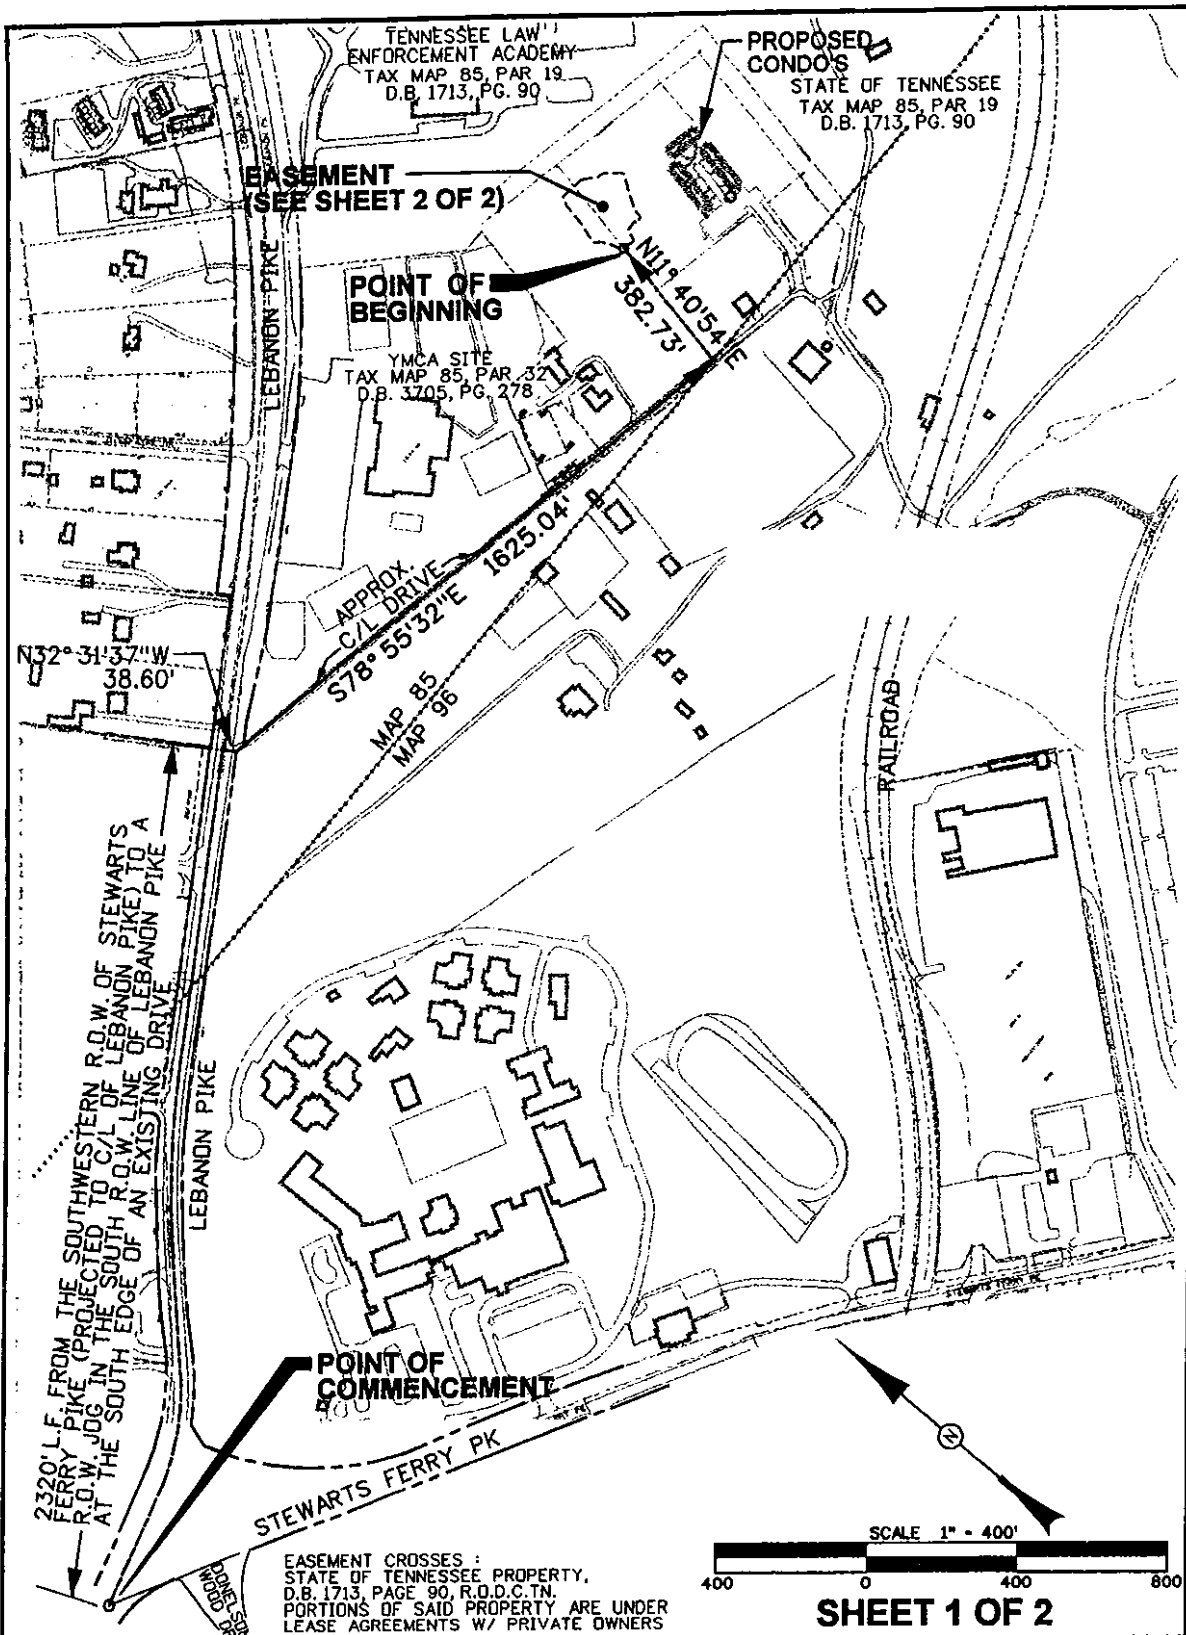 TENNESSEE LAW
ENFORCEMENT ACADEMY
TAX MAP 85, PAR 19
D.B. 1713, PG. 90
PROPOSED
CONDO'S
STATE OF TENNESSEE
TAX MAP 85, PAR 19
D.B. 1713, PG. 90
EASEMENT
(SEE SHEET 2 OF 2)
LEBANON PIKE
POINT OF
BEGINNING
N11° 40'54"E
382.73'
YMCA SITE
TAX MAP 85, PAR 32
D.B. 3705, PG. 278
APPROX.
C/L DRIVE
1625.04'
S78° 55'32"E
N32° 31'37"W
38.60'
MAP 85
MAP 96
RAILROAD
2320' L.F. FROM THE SOUTHWESTERN R.O.W. OF STEWARTS
FERRY PIKE (PROJECTED TO C/L OF LEBANON PIKE) TO A
R.O.W. JOG IN THE SOUTH R.O.W. LINE OF LEBANON PIKE
AT THE SOUTH EDGE OF AN EXISTING DRIVE
LEBANON PIKE
POINT OF
COMMENCEMENT
STEWARTS FERRY PK
STEWARTS FERRY PK
N
SCALE 1" = 400'
400 0 400 800
EASEMENT CROSSES :
STATE OF TENNESSEE PROPERTY,
D.B. 1713, PAGE 90, R.O.D.C.TN.
PORTIONS OF SAID PROPERTY ARE UNDER
LEASE AGREEMENTS W/ PRIVATE OWNERS
SHEET 1 OF 2